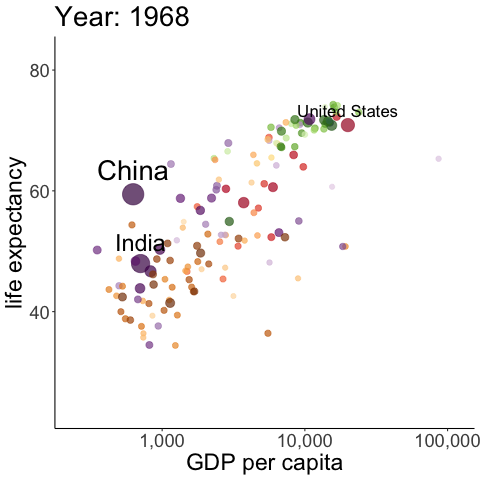 Year: 1968
80
United States
China
60
India
40
life expectancy
1,000
10,000
100,000
GDP per capita